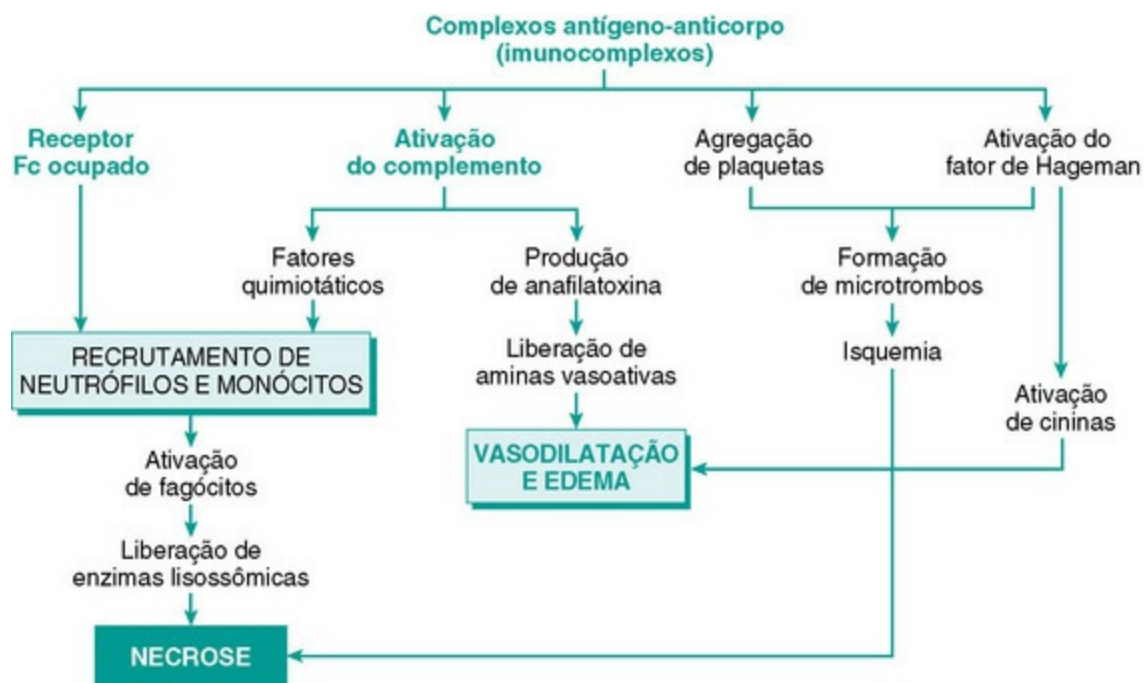 Complexos antígeno-anticorpo
(imunocomplexos)
Receptor
Fc ocupado
Ativação
do complemento
Agregação
de plaquetas
Ativação do
fator de Hageman
Fatores
quimiotáticos
Produção
de anafilatoxina
Formação
de microtrombos
RECRUTAMENTO DE
NEUTRÓFILOS E MONÓCITOS
Liberação de
aminas vasoativas
Isquemia
Ativação
de cininas
Ativação
de fagócitos
VASODILATAÇÃO
E EDEMA
Liberação de
enzimas lisossômicas
NECROSE